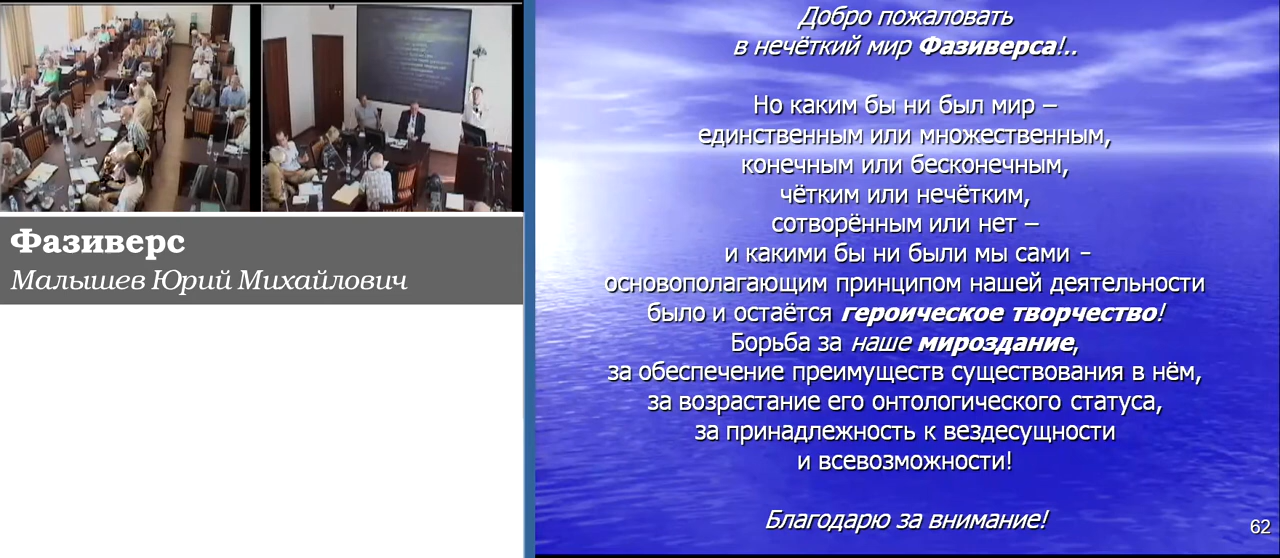 Фазиверс
Малышев Юрий Михайлович
Добро пожаловать
в нечёткий мир Фазиверса!..
Но каким бы ни был мир –
единственным или множественным,
конечным или бесконечным,
чётким или нечётким,
сотворённым или нет –
и какими бы ни были мы сами -
основополагающим принципом нашей деятельности
было и остаётся героическое творчество!
Борьба за наше мироздание,
за обеспечение преимуществ существования в нём,
за возрастание его онтологического статуса,
за принадлежность к вездесущности
и всевозможности!
Благодарю за внимание!
62